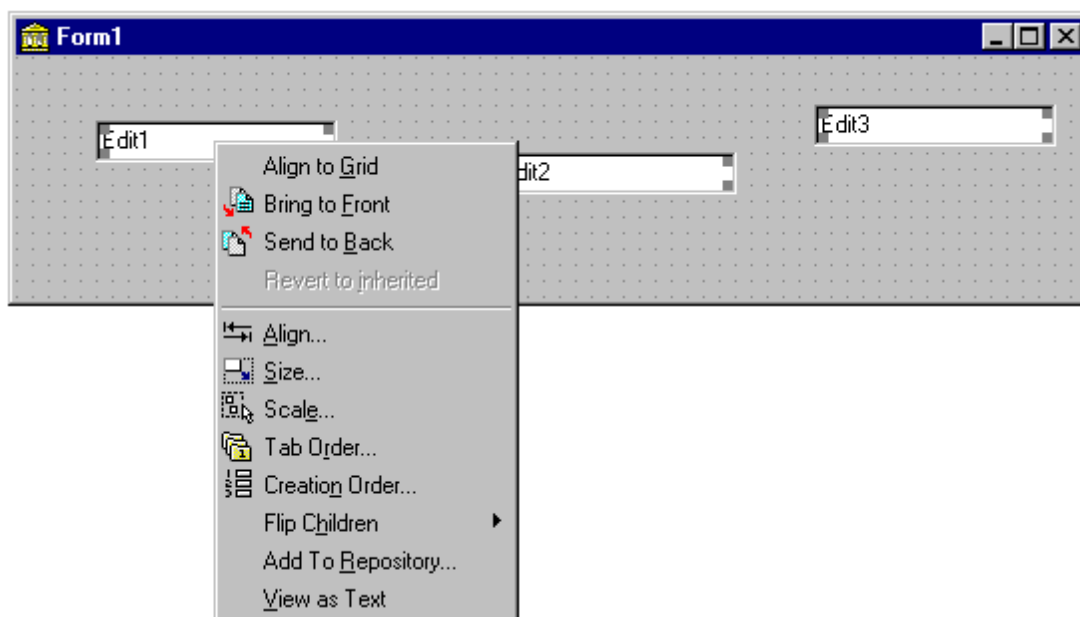 Form1
Edit1
dit2
Edit3
Align to Grid
Bring to Front
Send to Back
Revert to inherited
Align...
Size...
Scale...
Tab Order...
Creation Order...
Flip Children
Add To Repository...
View as Text